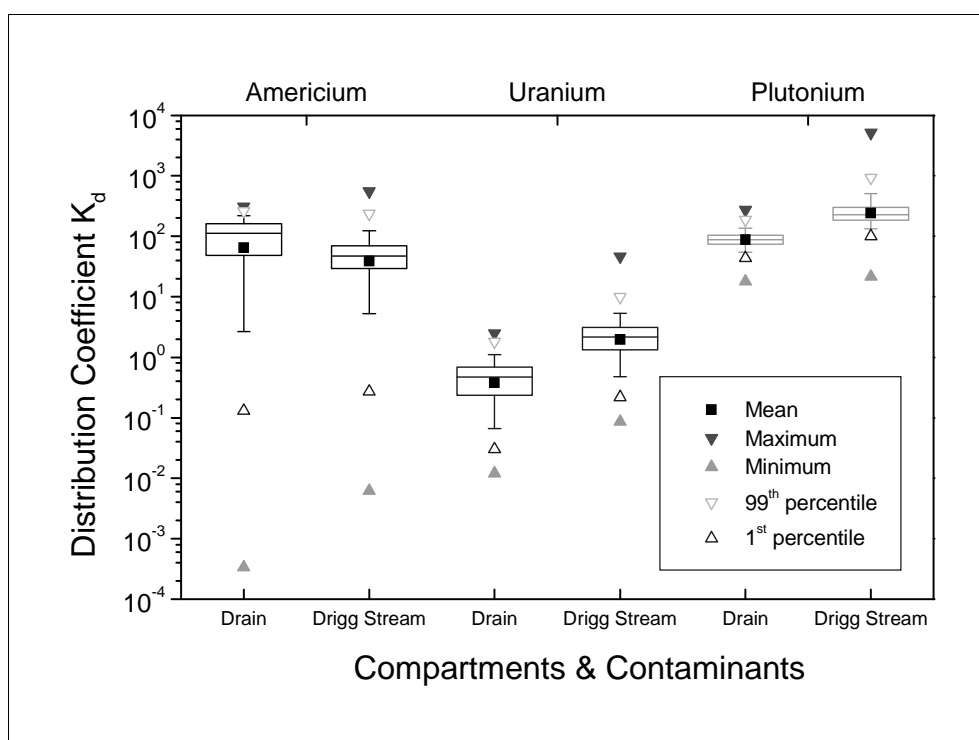 Americium Uranium Plutonium
10^4
10^3
10^2
10^1
10^0
10^-1
10^-2
10^-3
10^-4
Distribution Coefficient K_d
Mean
Maximum
Minimum
99th percentile
1st percentile
Drain Drigg Stream Drain Drigg Stream Drain Drigg Stream
Compartments & Contaminants